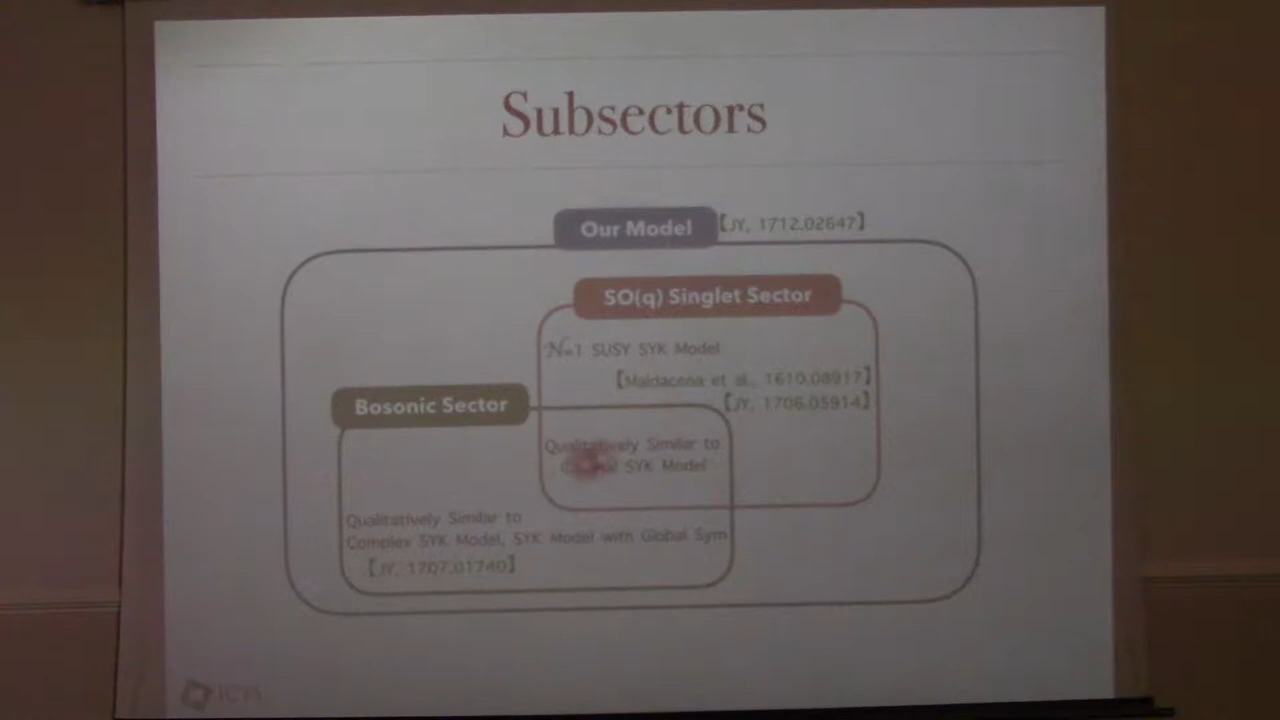 Subsectors
Our Model
【JY, 1712.02647】
SO(q) Singlet Sector
N=1 SUSY SYK Model
【Maldacena et al., 1610.08917】
【JY, 1706.05914】
Bosonic Sector
Qualitatively Similar to
SYK Model
Qualitatively Similar to
Complex SYK Model, SYK Model with Global Sym
【JY, 1707.01740】